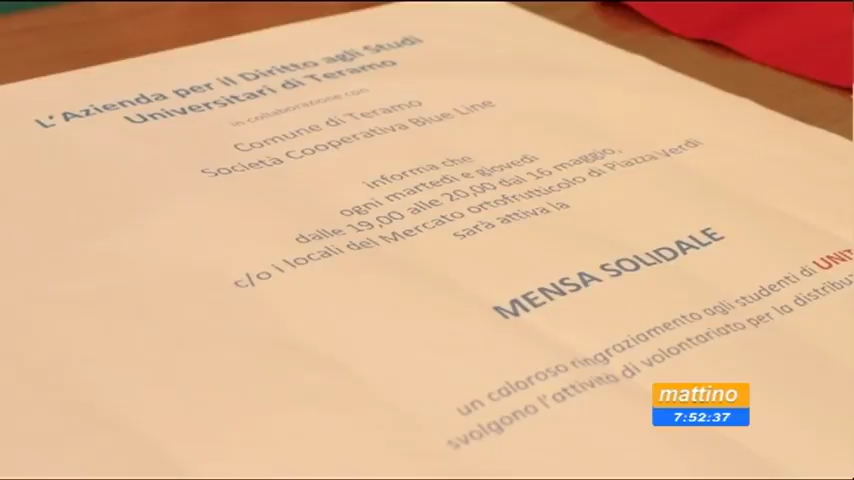 L'Azienda per il Diritto agli Studi
Universitari di Teramo
in collaborazione con
Comune di Teramo
Società Cooperativa Blue Line
informa che
ogni martedì e giovedì
dalle 19,00 alle 20,00 dal 16 maggio,
c/o i locali del Mercato ortofrutticolo di Piazza Verdi
sarà attiva la
MENSA SOLIDALE
un caloroso ringraziamento agli studenti di UNIT
svolgono l'attività di volontariato per la distribuz
mattino
7:52:37